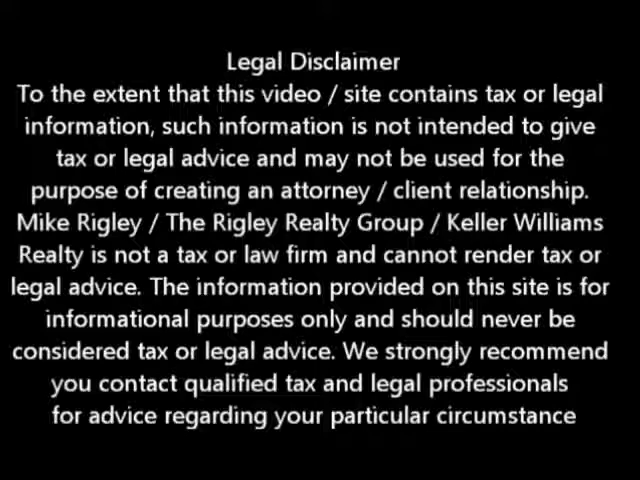 Legal Disclaimer
To the extent that this video / site contains tax or legal
information, such information is not intended to give
tax or legal advice and may not be used for the
purpose of creating an attorney / client relationship.
Mike Rigley / The Rigley Realty Group / Keller Williams
Realty is not a tax or law firm and cannot render tax or
legal advice. The information provided on this site is for
informational purposes only and should never be
considered tax or legal advice. We strongly recommend
you contact qualified tax and legal professionals
for advice regarding your particular circumstance